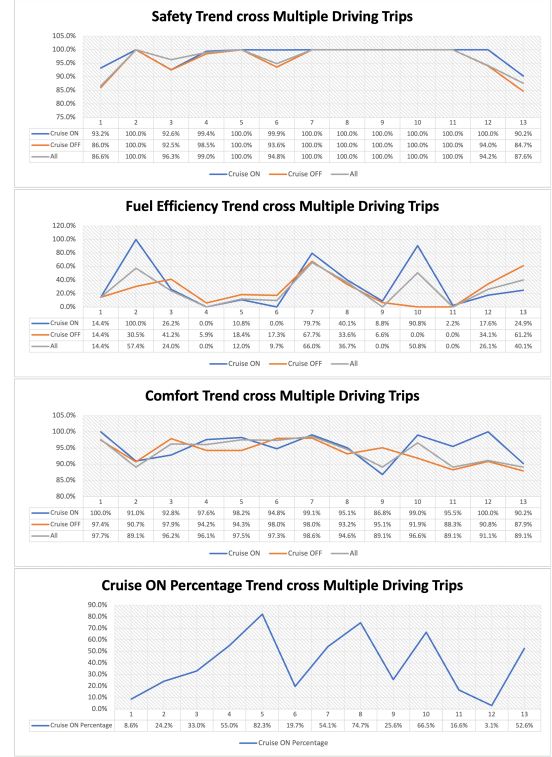 Safety Trend cross Multiple Driving Trips
105.0%
100.0%
95.0%
90.0%
85.0%
80.0%
75.0%
1 2 3 4 5 6 7 8 9 10 11 12 13
Cruise ON 93.2% 100.0% 92.6% 99.4% 100.0% 99.9% 100.0% 100.0% 100.0% 100.0% 100.0% 100.0% 90.2%
Cruise OFF 86.0% 100.0% 92.5% 98.5% 100.0% 93.6% 100.0% 100.0% 100.0% 100.0% 100.0% 94.0% 84.7%
All 86.6% 100.0% 96.3% 99.0% 100.0% 94.8% 100.0% 100.0% 100.0% 100.0% 100.0% 94.2% 87.6%
Cruise ON Cruise OFF All
Fuel Efficiency Trend cross Multiple Driving Trips
120.0%
100.0%
80.0%
60.0%
40.0%
20.0%
0.0%
1 2 3 4 5 6 7 8 9 10 11 12 13
Cruise ON 14.4% 100.0% 26.2% 0.0% 10.8% 0.0% 79.7% 40.1% 8.8% 90.8% 2.2% 17.6% 24.9%
Cruise OFF 14.4% 30.5% 41.2% 5.9% 18.4% 17.3% 67.7% 33.6% 6.6% 0.0% 0.0% 34.1% 61.2%
All 14.4% 57.4% 24.0% 0.0% 12.0% 9.7% 66.0% 36.7% 0.0% 50.8% 0.0% 26.1% 40.1%
Cruise ON Cruise OFF All
Comfort Trend cross Multiple Driving Trips
105.0%
100.0%
95.0%
90.0%
85.0%
80.0%
1 2 3 4 5 6 7 8 9 10 11 12 13
Cruise ON 100.0% 91.0% 92.8% 97.6% 98.2% 94.8% 99.1% 95.1% 86.8% 99.0% 95.5% 100.0% 90.2%
Cruise OFF 97.4% 90.7% 97.9% 94.2% 94.3% 98.0% 98.0% 93.2% 95.1% 91.9% 88.3% 90.8% 87.9%
All 97.7% 89.1% 96.2% 96.1% 97.5% 97.3% 98.6% 94.6% 89.1% 96.6% 89.1% 91.1% 89.1%
Cruise ON Cruise OFF All
Cruise ON Percentage Trend cross Multiple Driving Trips
90.0%
80.0%
70.0%
60.0%
50.0%
40.0%
30.0%
20.0%
10.0%
0.0%
1 2 3 4 5 6 7 8 9 10 11 12 13
Cruise ON Percentage 8.6% 24.2% 33.0% 55.0% 82.3% 19.7% 54.1% 74.7% 25.6% 66.5% 16.6% 3.1% 52.6%
Cruise ON Percentage